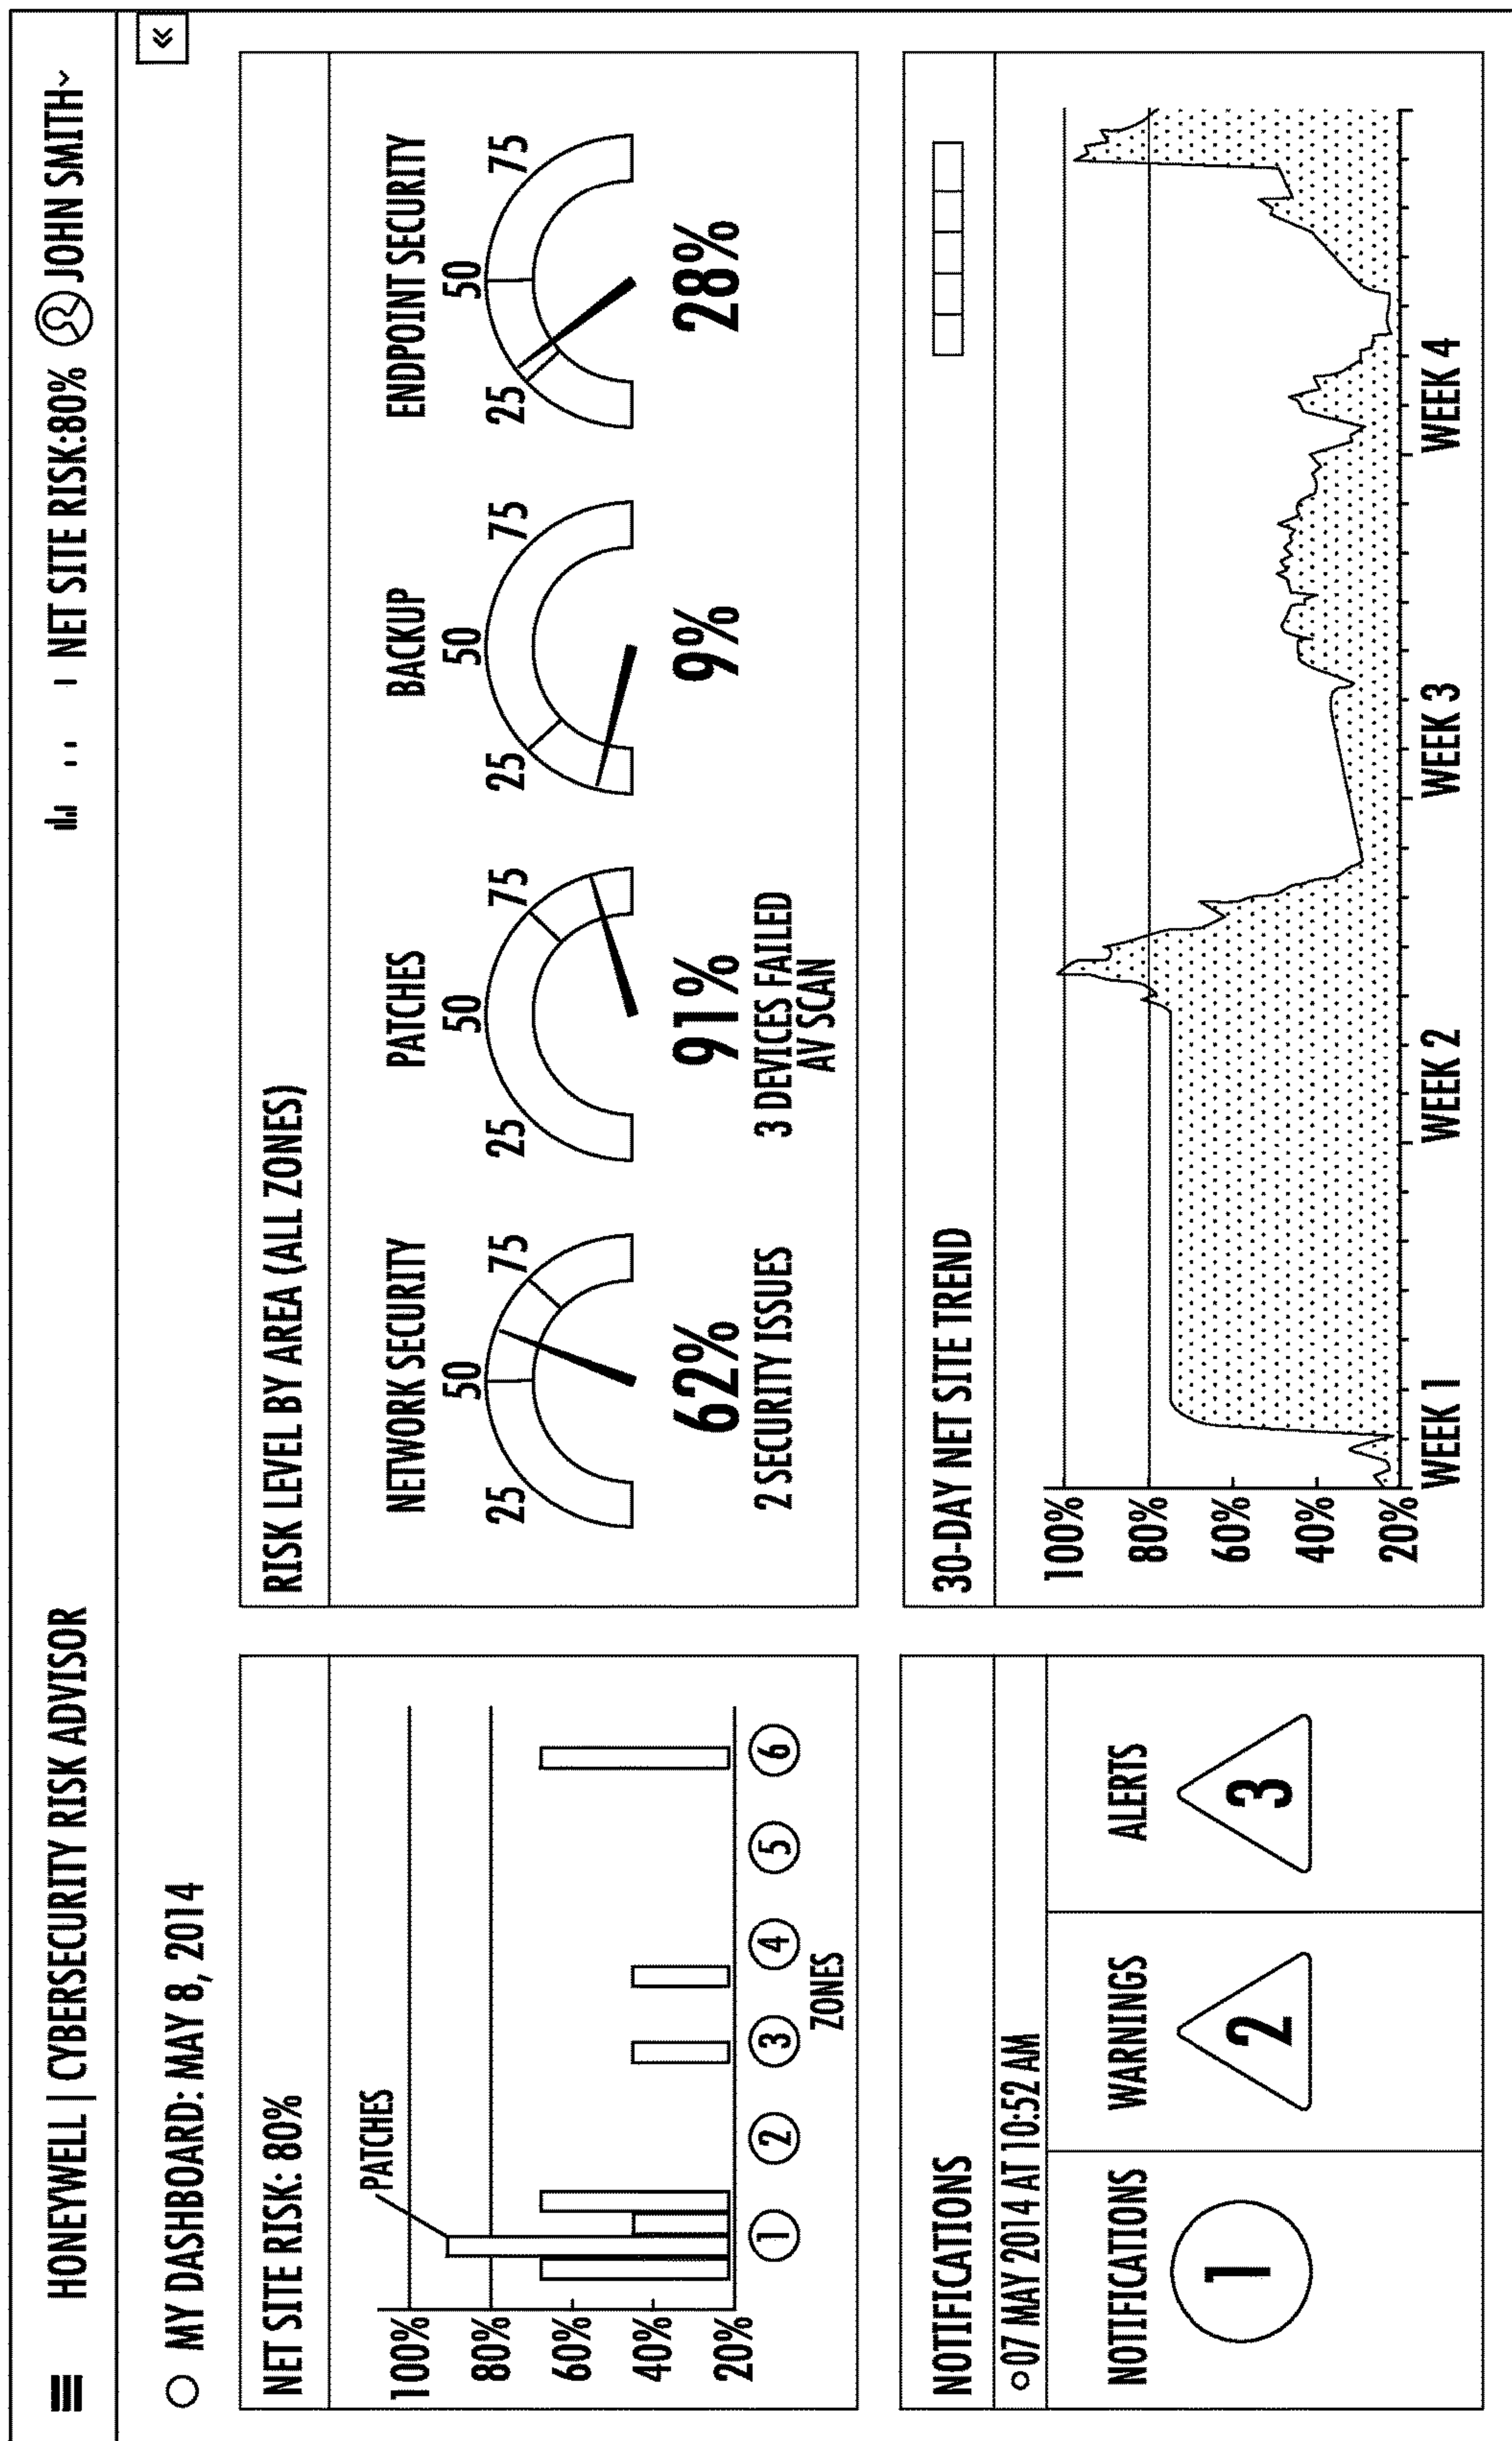 HONEYWELL | CYBERSECURITY RISK ADVISOR
NET SITE RISK:80%
JOHN SMITH
«
MY DASHBOARD: MAY 8, 2014
NET SITE RISK: 80%
PATCHES
100%
80%
60%
40%
20%
1 2 3 4 5 6
ZONES
RISK LEVEL BY AREA (ALL ZONES)
NETWORK SECURITY PATCHES BACKUP ENDPOINT SECURITY
25 50 75 25 50 75 25 50 75 25 50 75
62% 91% 9% 28%
2 SECURITY ISSUES
3 DEVICES FAILED
AV SCAN
NOTIFICATIONS
07 MAY 2014 AT 10:52 AM
NOTIFICATIONS WARNINGS ALERTS
1 2 3
30-DAY NET SITE TREND
100%
80%
60%
40%
20%
WEEK 1 WEEK 2 WEEK 3 WEEK 4